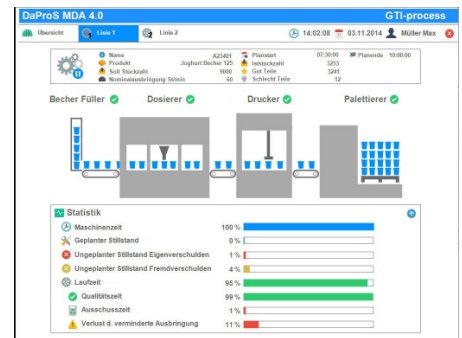 DaProS MDA 4.0 GTI-process
Übersicht Linie 1 Linie 2 14:02:08 03.11.2014 Müller Max
Name A23401 Planstart 07:30:00 Planende 10:00:00
Produkt Joghurt Becher 125 Iststückzahl 3253
Soll Stückzahl 9000 Gut Teile 3241
Nominalausbringung St/min 60 Schlecht Teile 12
Becher Füller Dosierer Drucker Palettierer
Statistik
Maschinenzeit 100 %
Geplanter Stillstand 0 %
Ungeplanter Stillstand Eigenverschulden 1 %
Ungeplanter Stillstand Fremdverschulden 4 %
Laufzeit 95 %
Qualitätszeit 99 %
Ausschusszeit 1 %
Verlust d. verminderte Ausbringung 11 %